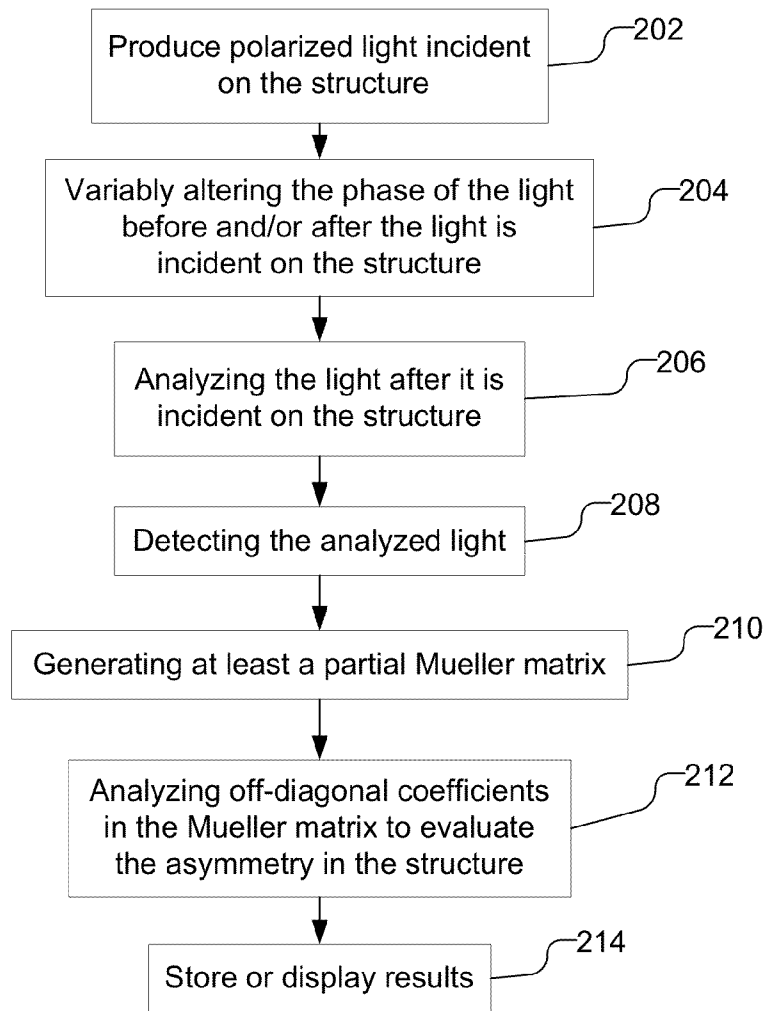 Produce polarized light incident
on the structure
202
Variably altering the phase of the light
before and/or after the light is
incident on the structure
204
Analyzing the light after it is
incident on the structure
206
Detecting the analyzed light
208
Generating at least a partial Mueller matrix
210
Analyzing off-diagonal coefficients
in the Mueller matrix to evaluate
the asymmetry in the structure
212
Store or display results
214